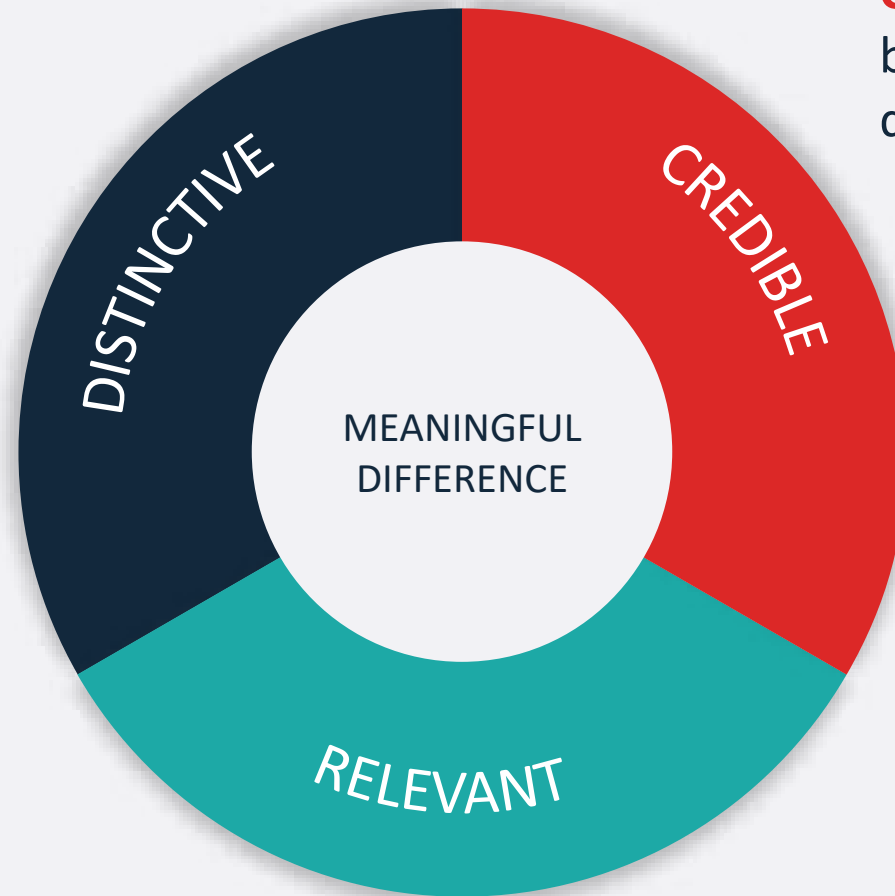 DISTINCTIVE
CREDIBLE
MEANINGFUL
DIFFERENCE
RELEVANT